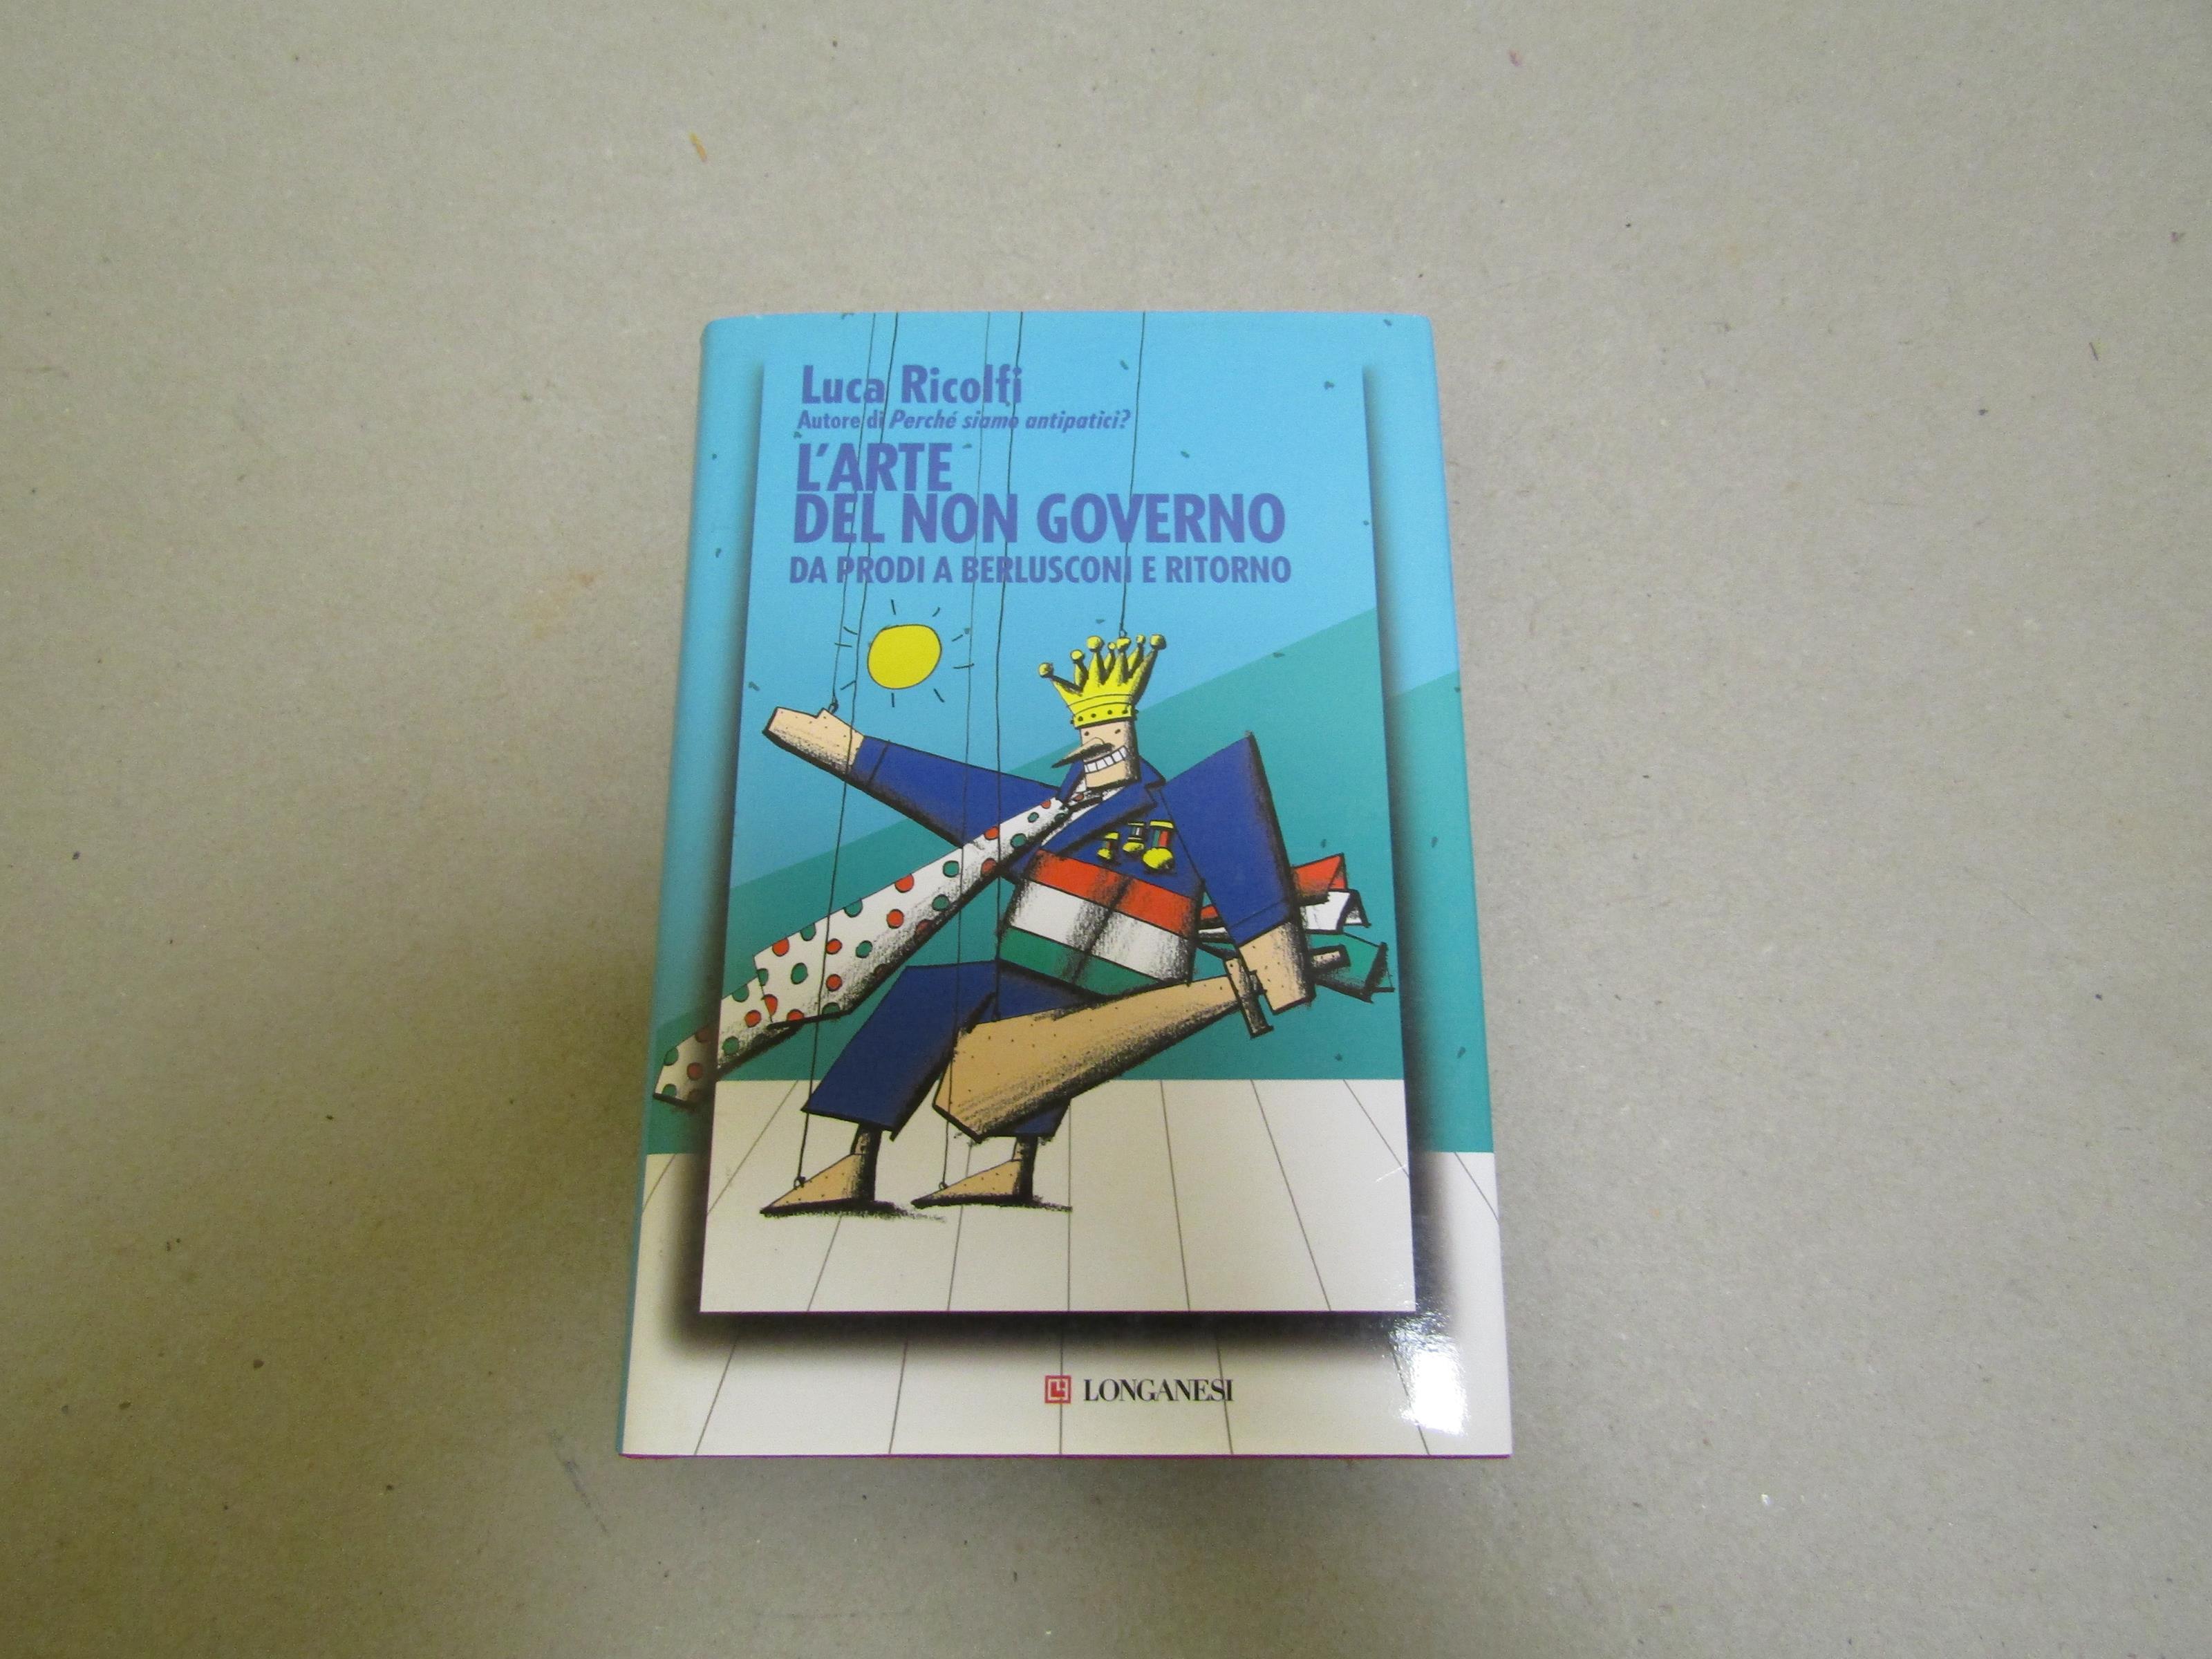 Luca Ricolfi
Autore di Perché siamo antipatici?
L'ARTE
DEL NON GOVERNO
DA PRODI A BERLUSCONI E RITORNO
LONGANESI